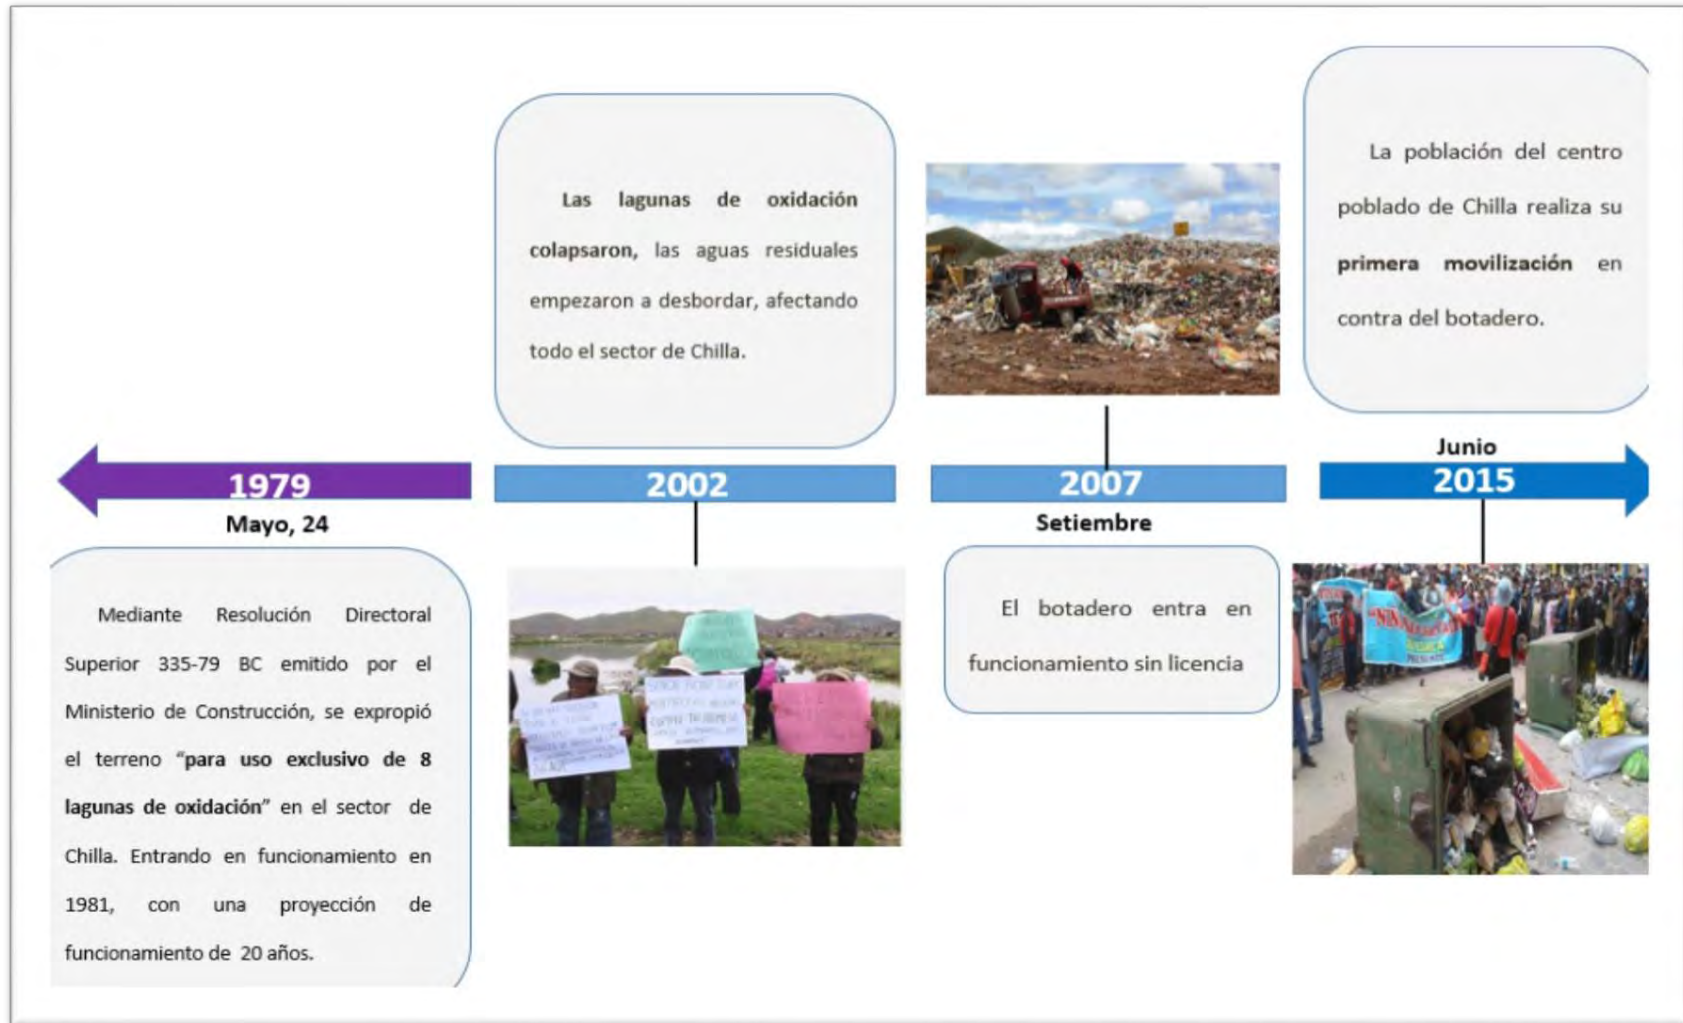 1979
Mayo, 24
Mediante Resolución Directoral
Superior 335-79 BC emitido por el
Ministerio de Construcción, se expropió
el terreno “para uso exclusivo de 8
lagunas de oxidación” en el sector de
Chilla. Entrando en funcionamiento en
1981, con una proyección de
funcionamiento de 20 años.
Las lagunas de oxidación
colapsaron, las aguas residuales
empezaron a desbordar, afectando
todo el sector de Chilla.
2002
2007
Setiembre
El botadero entra en
funcionamiento sin licencia
La población del centro
poblado de Chilla realiza su
primera movilización en
contra del botadero.
Junio
2015